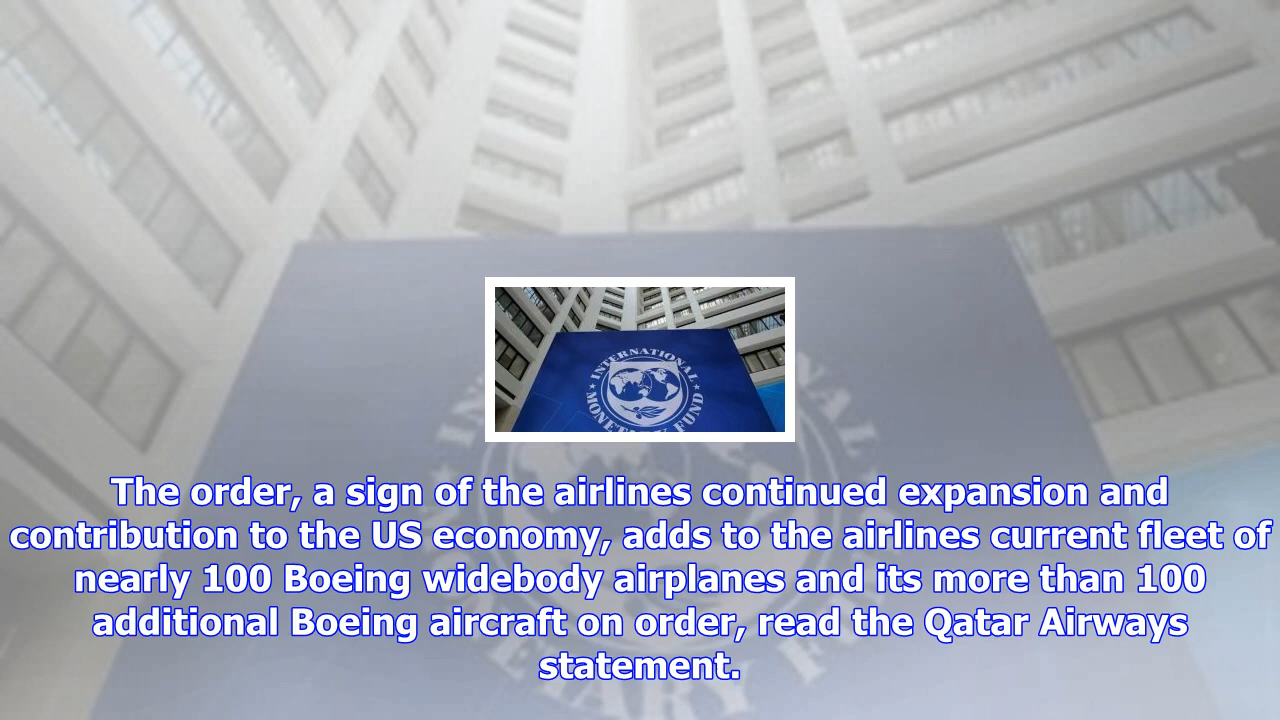 INTERNATIONAL
MONETARY FUND
The order, a sign of the airlines continued expansion and
contribution to the US economy, adds to the airlines current fleet of
nearly 100 Boeing widebody airplanes and its more than 100
additional Boeing aircraft on order, read the Qatar Airways
statement.